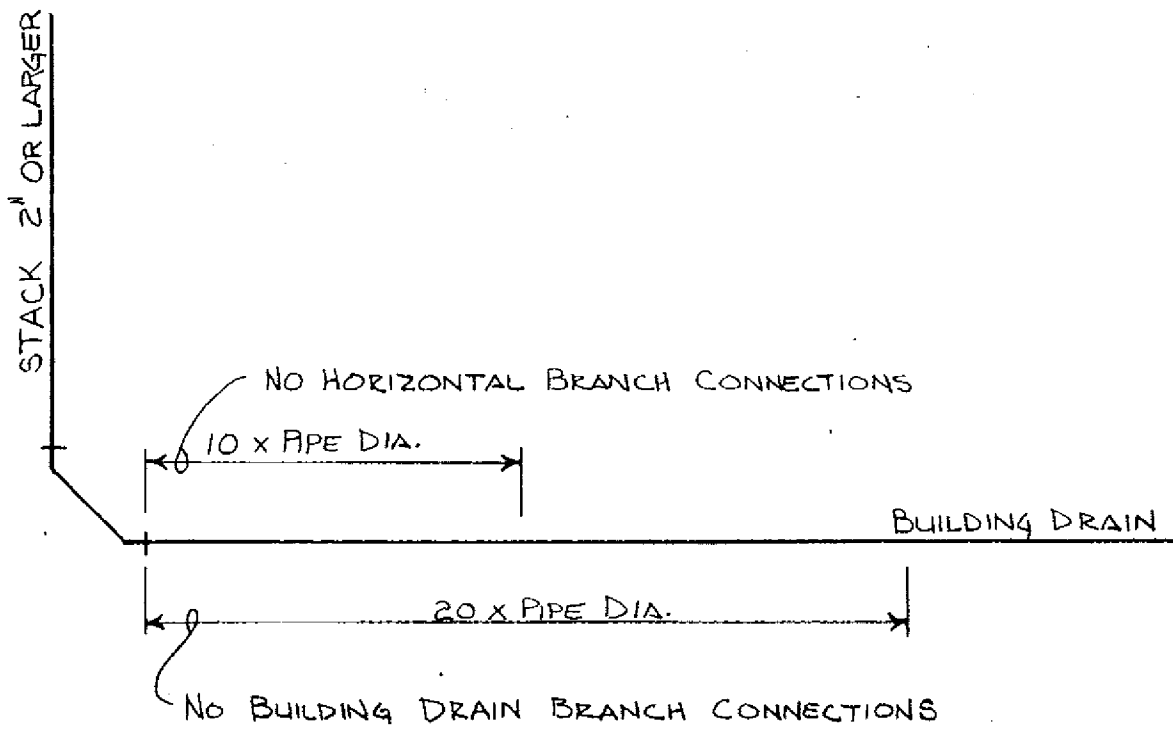 STACK 2" OR LARGER
NO HORIZONTAL BRANCH CONNECTIONS
10 X PIPE DIA.
BUILDING DRAIN
20 X PIPE DIA.
NO BUILDING DRAIN BRANCH CONNECTIONS